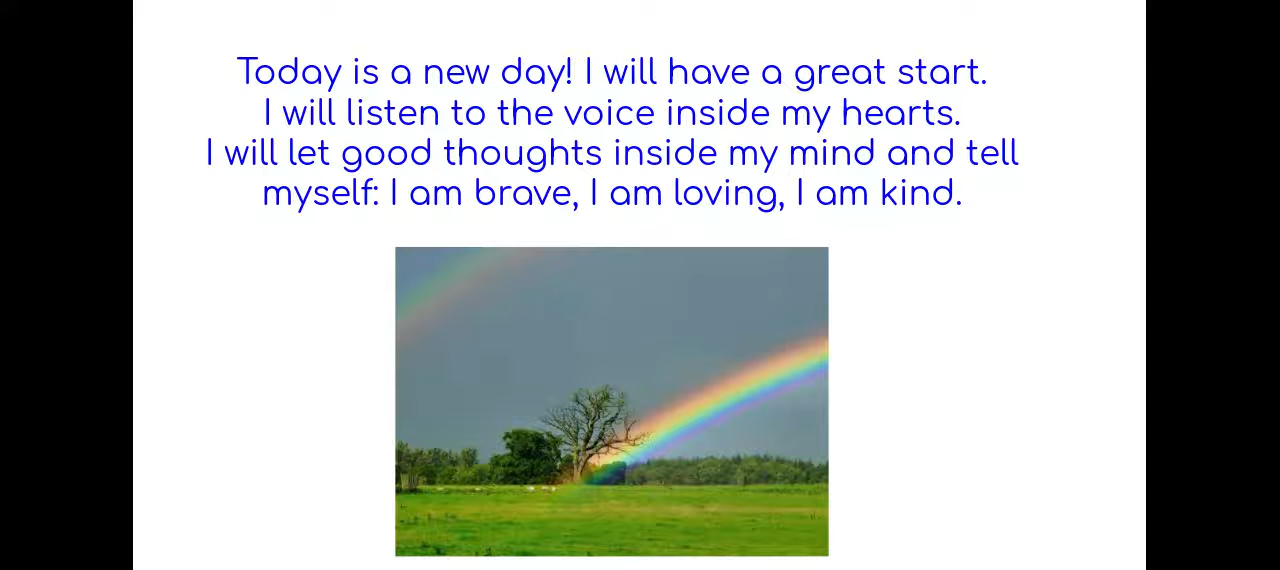 Today is a new day! I will have a great start.
I will listen to the voice inside my hearts.
I will let good thoughts inside my mind and tell
myself: I am brave, I am loving, I am kind.